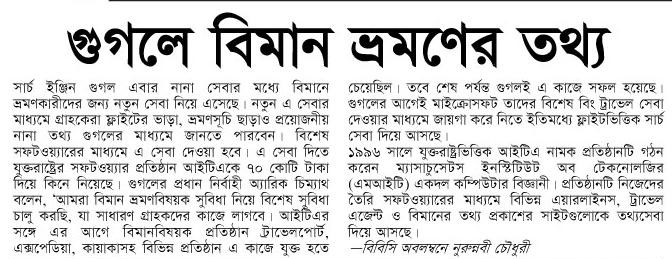 গুগলে বিমান ভ্রমণের তথ্য
সার্চ ইঞ্জিন গুগল এবার নানা সেবার মধ্যে বিমানে
ভ্রমণকারীদের জন্য নতুন সেবা নিয়ে এসেছে। নতুন এ সেবার
মাধ্যমে গ্রাহকেরা ফ্লাইটের ভাড়া, ভ্রমণসূচি ছাড়াও প্রয়োজনীয়
নানা তথ্য গুগলের মাধ্যমে জানতে পারবেন। বিশেষ
সফটওয়্যারের মাধ্যমে এ সেবা দেওয়া হবে। এ সেবা দিতে
যুক্তরাষ্ট্রের সফটওয়্যার প্রতিষ্ঠান আইটিএকে ৭০ কোটি টাকা
দিয়ে কিনে নিয়েছে। গুগলের প্রধান নির্বাহী অ্যারিক চিম্যাথ
বলেন, 'আমরা বিমান ভ্রমণবিষয়ক সুবিধা নিয়ে বিশেষ সুবিধা
চালু করছি, যা সাধারণ গ্রাহকদের কাজে লাগবে। আইটিএর
সঙ্গে এর আগে বিমানবিষয়ক প্রতিষ্ঠান ট্রাভেলপোর্ট,
এক্সপেডিয়া, কায়াকাসহ বিভিন্ন প্রতিষ্ঠান এ কাজে যুক্ত হতে
চেয়েছিল। তবে শেষ পর্যন্ত গুগলই এ কাজে সফল হয়েছে।
গুগলের আগেই মাইক্রোসফট তাদের বিশেষ বিং ট্রাভেল সেবা
দেওয়ার মাধ্যমে জায়গা করে নিতে ইতিমধ্যে ফ্লাইটভিত্তিক সার্চ
সেবা দিয়ে আসছে।
১৯৯৬ সালে যুক্তরাষ্ট্রভিত্তিক আইটিএ নামক প্রতিষ্ঠানটি গঠন
করেন ম্যাসাচুসেটস ইনস্টিটিউট অব টেকনোলজির
(এমআইটি) একদল কম্পিউটার বিজ্ঞানী। প্রতিষ্ঠানটি নিজেদের
তৈরি সফটওয়্যারের মাধ্যমে বিভিন্ন এয়ারলাইনস, ট্রাভেল
এজেন্ট ও বিমানের তথ্য প্রকাশের সাইটগুলোকে তথ্যসেবা
দিয়ে আসছে।
—বিবিসি অবলম্বনে নুরুন্নবী চৌধুরী